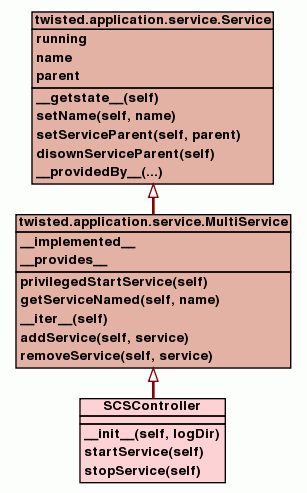 twisted.application.service.Service
running
name
parent
__getstate__(self)
setName(self, name)
setServiceParent(self, parent)
disownServiceParent(self)
__providedBy__(...)
twisted.application.service.MultiService
__implemented__
__provides__
privilegedStartService(self)
getServiceNamed(self, name)
__iter__(self)
addService(self, service)
removeService(self, service)
SCSController
__init__(self, logDir)
startService(self)
stopService(self)